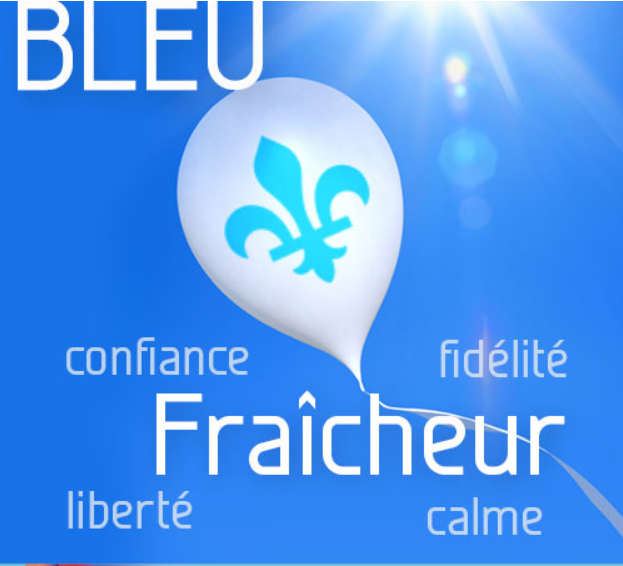 BLEU
confiance fidélité
Fraîcheur
liberté calme